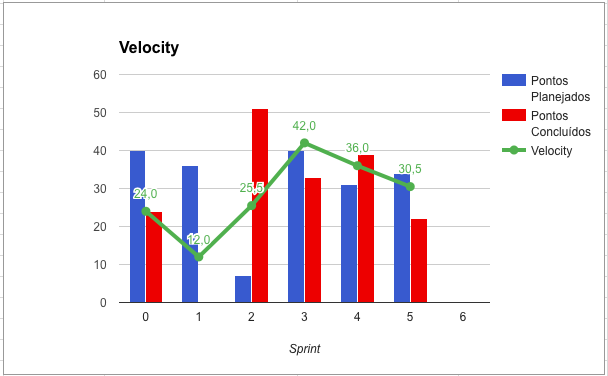 Velocity
60
50
40
30
20
10
0
24,0
12,0
25,5
42,0
36,0
30,5
0 1 2 3 4 5 6
Sprint
Pontos
Planejados
Pontos
Concluídos
Velocity